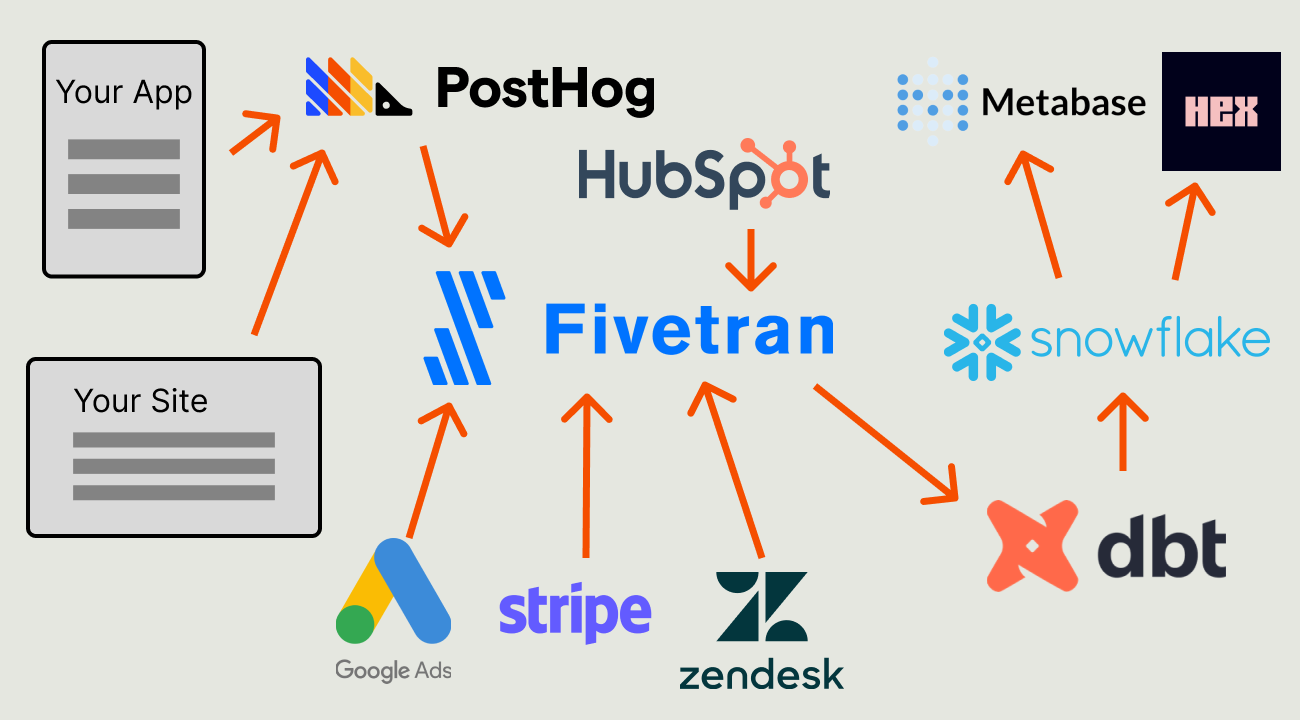 Your App
PostHog
HubSpot
Metabase
HEX
Fivetran
snowflake
Your Site
dbt
Google Ads
stripe
zendesk